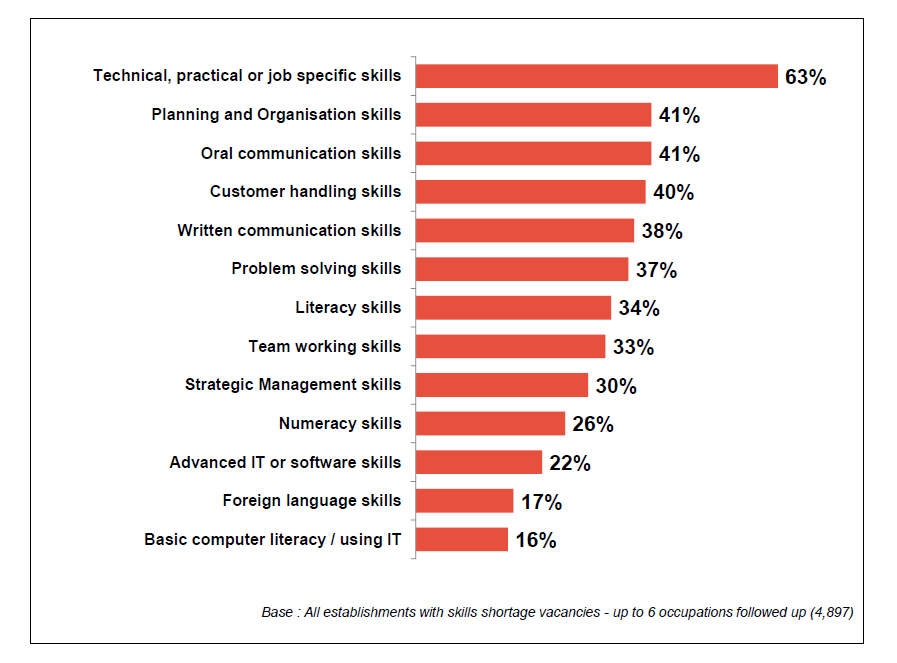 Technical, practical or job specific skills 63%
Planning and Organisation skills 41%
Oral communication skills 41%
Customer handling skills 40%
Written communication skills 38%
Problem solving skills 37%
Literacy skills 34%
Team working skills 33%
Strategic Management skills 30%
Numeracy skills 26%
Advanced IT or software skills 22%
Foreign language skills 17%
Basic computer literacy / using IT 16%
Base : All establishments with skills shortage vacancies - up to 6 occupations followed up (4,897)